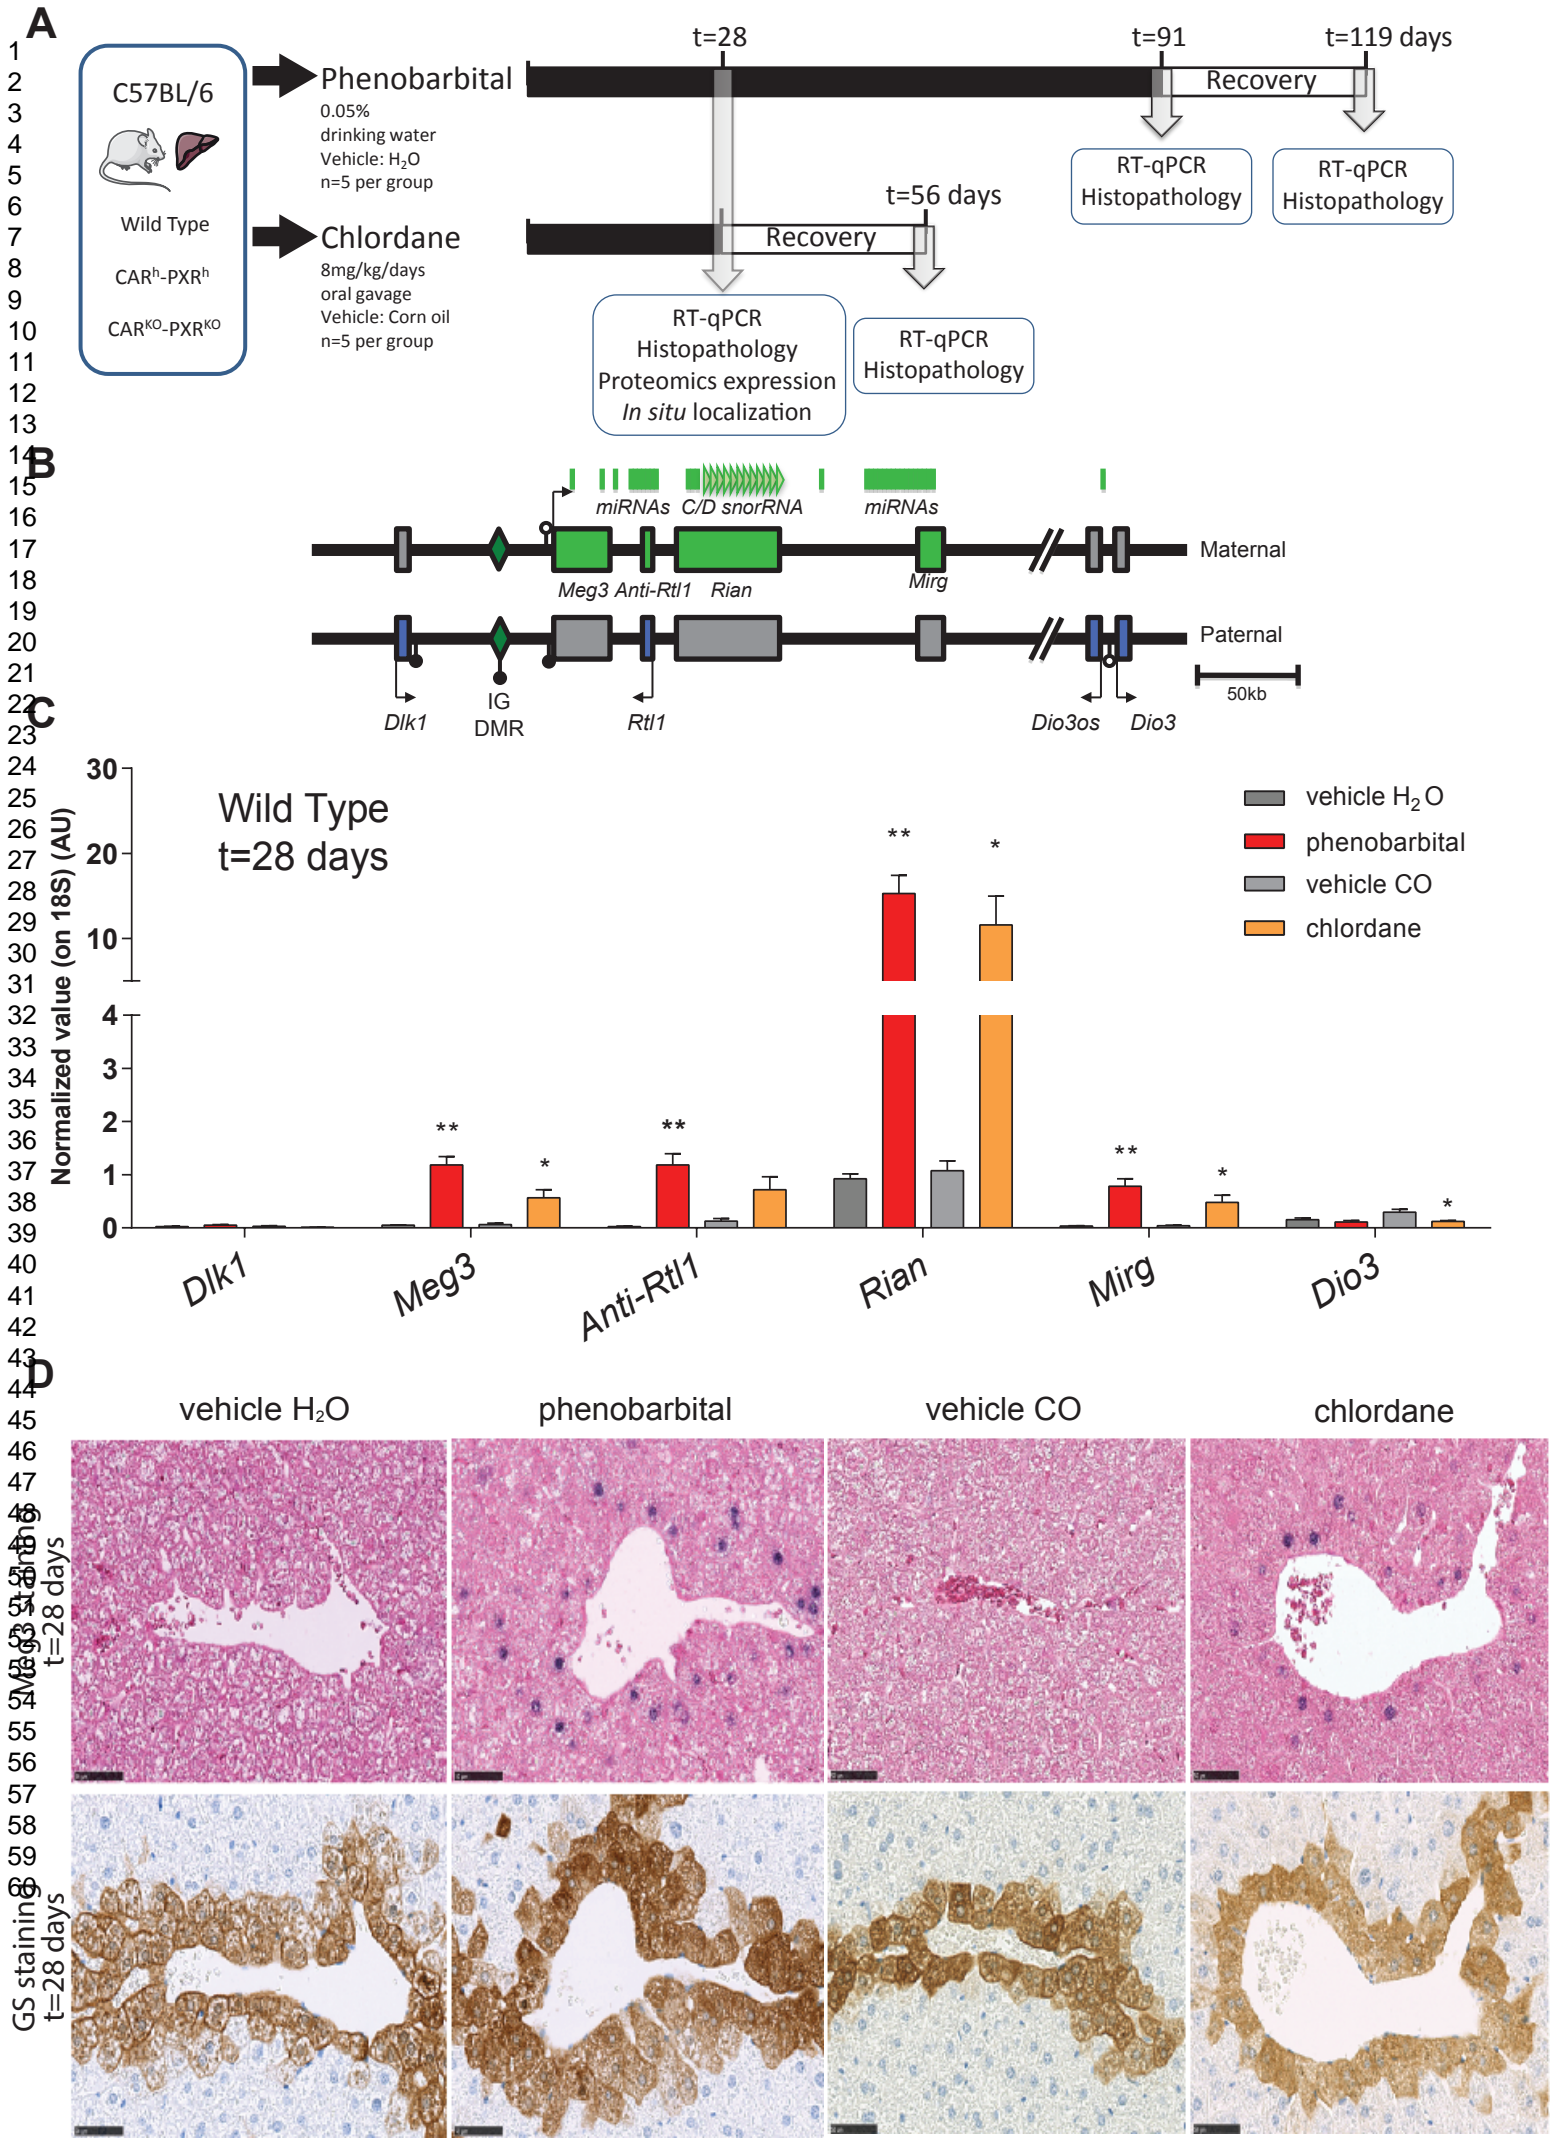 A
1
2
3
4
5
6
7
8
9
10
11
12
13
14
15
16
17
18
19
20
21
22
23
24
25
26
27
28
29
30
31
32
33
34
35
36
37
38
39
40
41
42
43
44
45
46
47
48
49
50
51
52
53
54
55
56
57
58
59
60
C57BL/6
Wild Type
CARʰ-PXRʰ
CARᴷᴼ-PXRᴷᴼ
Phenobarbital
0.05%
drinking water
Vehicle: H₂O
n=5 per group
Chlordane
8mg/kg/days
oral gavage
Vehicle: Corn oil
n=5 per group
t=28
t=91
t=119 days
Recovery
t=56 days
Recovery
RT-qPCR
Histopathology
RT-qPCR
Histopathology
RT-qPCR
Histopathology
Proteomics expression
In situ localization
RT-qPCR
Histopathology
B
miRNAs
C/D snorRNA
miRNAs
Maternal
Meg3
Anti-Rtl1
Rian
Mirg
Paternal
50kb
Dlk1
IG
DMR
Rtl1
Dio3os
Dio3
C
Normalized value (on 18S) (AU)
30
20
10
4
3
2
1
0
Wild Type
t=28 days
vehicle H₂O
phenobarbital
vehicle CO
chlordane
**
*
**
**
*
**
*
*
Dlk1
Meg3
Anti-Rtl1
Rian
Mirg
Dio3
D
vehicle H₂O
phenobarbital
vehicle CO
chlordane
Meg3 staining
t=28 days
GS staining
t=28 days